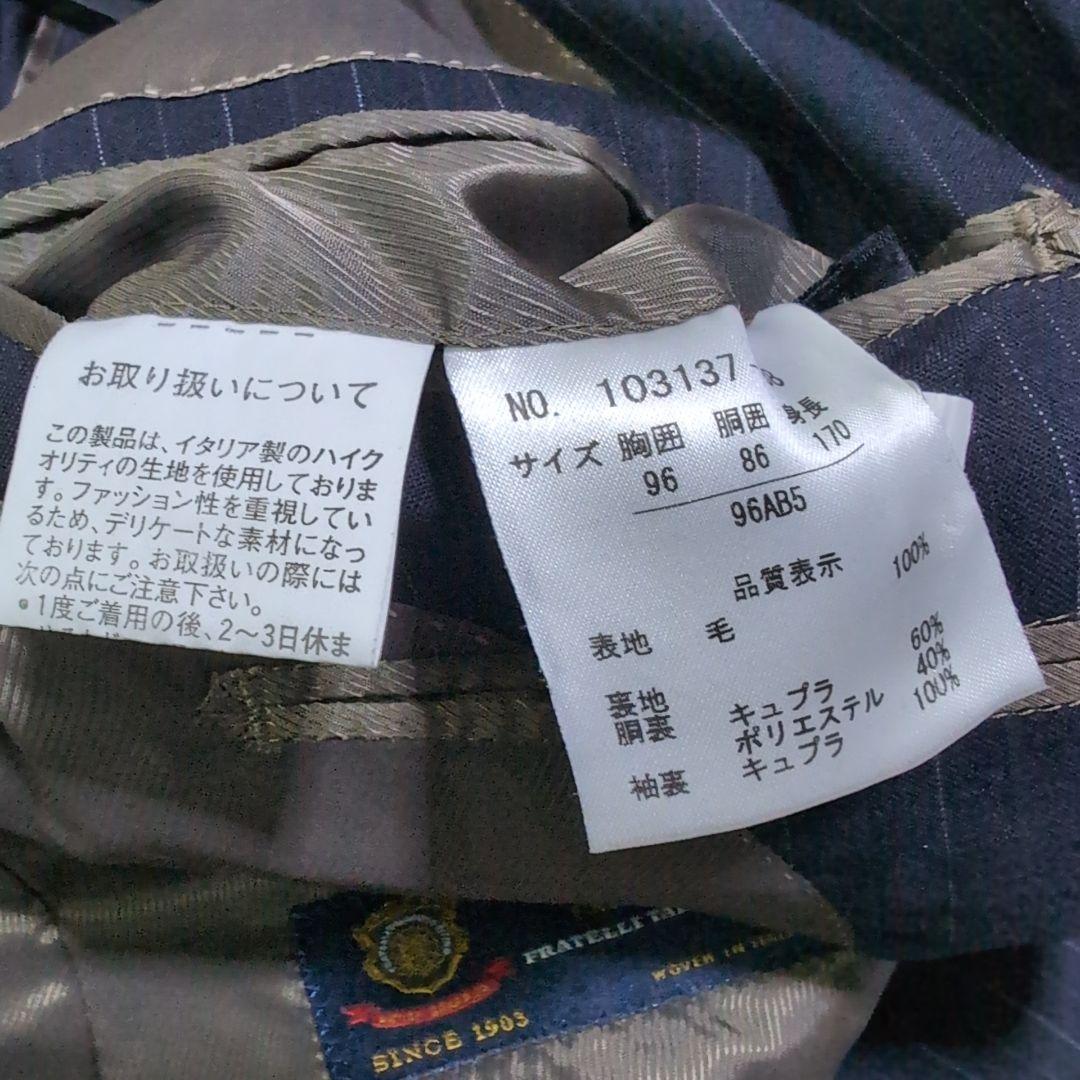 お取り扱いについて
この製品は、イタリア製のハイク
オリティの生地を使用しておりま
す。ファッション性を重視してい
るため、デリケートな素材になっ
ております。お取扱いの際には
次の点にご注意下さい。
●1度ご着用の後、2〜3日休ま
NO. 103137
サイズ 胸囲 胴囲 身長
96 86 170
96AB5
品質表示
表地 毛 100%
裏地
胴裏 キュプラ 60%
ポリエステル 40%
袖裏 キュプラ 100%
FRATELLI
WOVEN IN
SINCE 1903